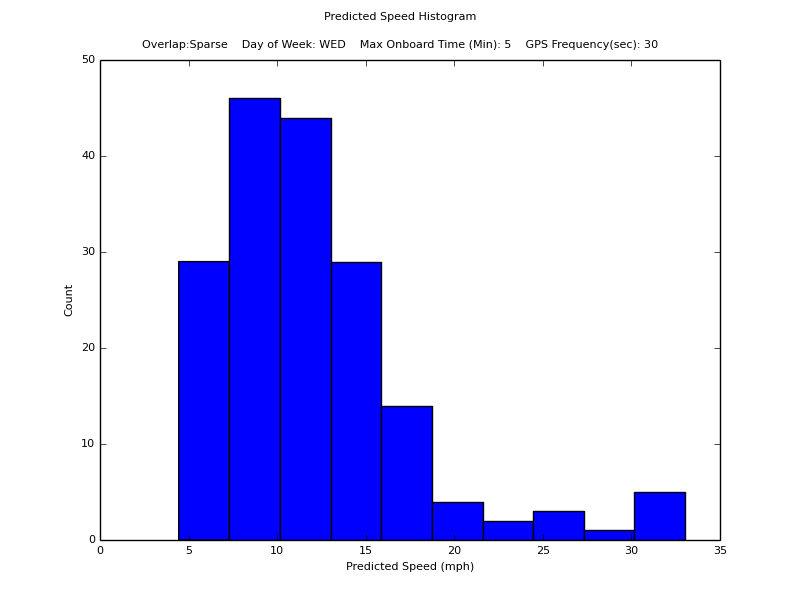 Predicted Speed Histogram
Overlap:Sparse    Day of Week: WED    Max Onboard Time (Min): 5    GPS Frequency(sec): 30
50
40
30
20
10
0
Count
0 5 10 15 20 25 30 35
Predicted Speed (mph)